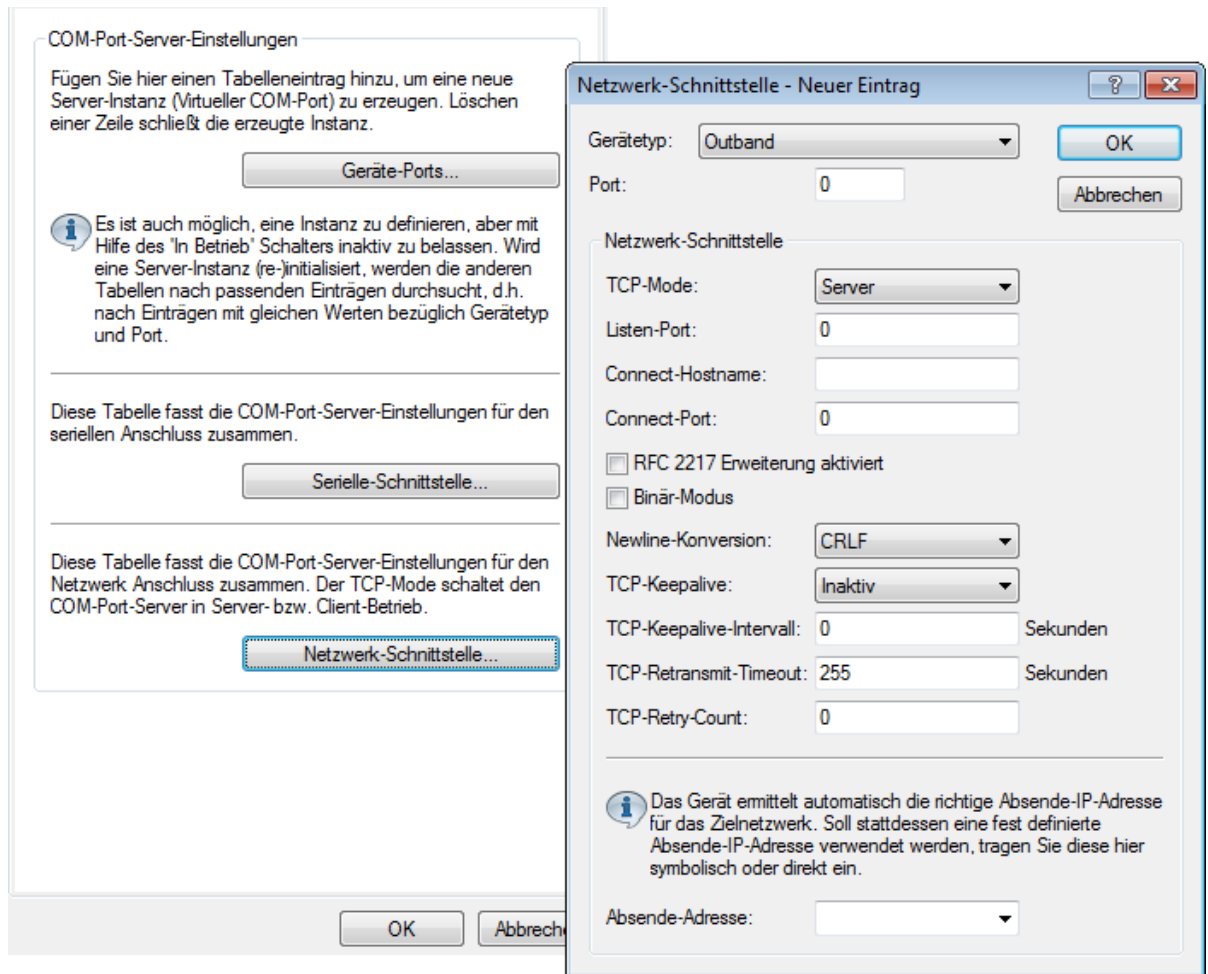 COM-Port-Server-Einstellungen
Fügen Sie hier einen Tabelleneintrag hinzu, um eine neue
Server-Instanz (Virtueller COM-Port) zu erzeugen. Löschen
einer Zeile schließt die erzeugte Instanz.
Geräte-Ports...
Es ist auch möglich, eine Instanz zu definieren, aber mit
Hilfe des 'In Betrieb' Schalters inaktiv zu belassen. Wird
eine Server-Instanz (re-)initialisiert, werden die anderen
Tabellen nach passenden Einträgen durchsucht, d.h.
nach Einträgen mit gleichen Werten bezüglich Gerätetyp
und Port.
Diese Tabelle fasst die COM-Port-Server-Einstellungen für den
seriellen Anschluss zusammen.
Serielle-Schnittstelle...
Diese Tabelle fasst die COM-Port-Server-Einstellungen für den
Netzwerk Anschluss zusammen. Der TCP-Mode schaltet den
COM-Port-Server in Server- bzw. Client-Betrieb.
Netzwerk-Schnittstelle...
OK
Abbrech
Netzwerk-Schnittstelle - Neuer Eintrag
Gerätetyp: Outband OK
Port: 0 Abbrechen
Netzwerk-Schnittstelle
TCP-Mode: Server
Listen-Port: 0
Connect-Hostname:
Connect-Port: 0
RFC 2217 Erweiterung aktiviert
Binär-Modus
Newline-Konversion: CRLF
TCP-Keepalive: Inaktiv
TCP-Keepalive-Intervall: 0 Sekunden
TCP-Retransmit-Timeout: 255 Sekunden
TCP-Retry-Count: 0
Das Gerät ermittelt automatisch die richtige Absende-IP-Adresse
für das Zielnetzwerk. Soll stattdessen eine fest definierte
Absende-IP-Adresse verwendet werden, tragen Sie diese hier
symbolisch oder direkt ein.
Absende-Adresse: